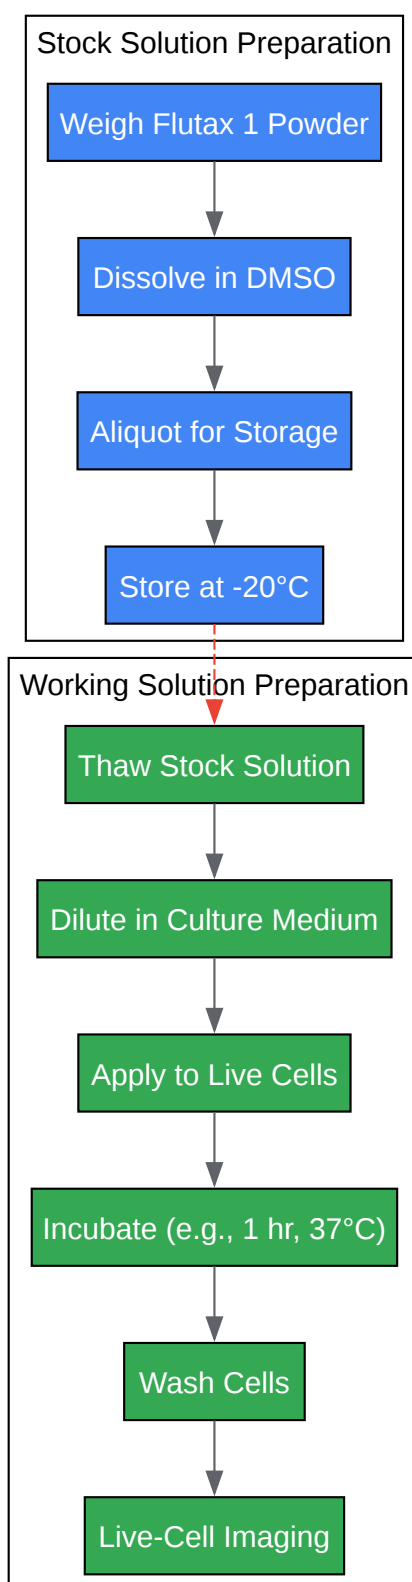 Stock Solution Preparation
Weigh Flutax 1 Powder
Dissolve in DMSO
Aliquot for Storage
Store at -20°C
Working Solution Preparation
Thaw Stock Solution
Dilute in Culture Medium
Apply to Live Cells
Incubate (e.g., 1 hr, 37°C)
Wash Cells
Live-Cell Imaging